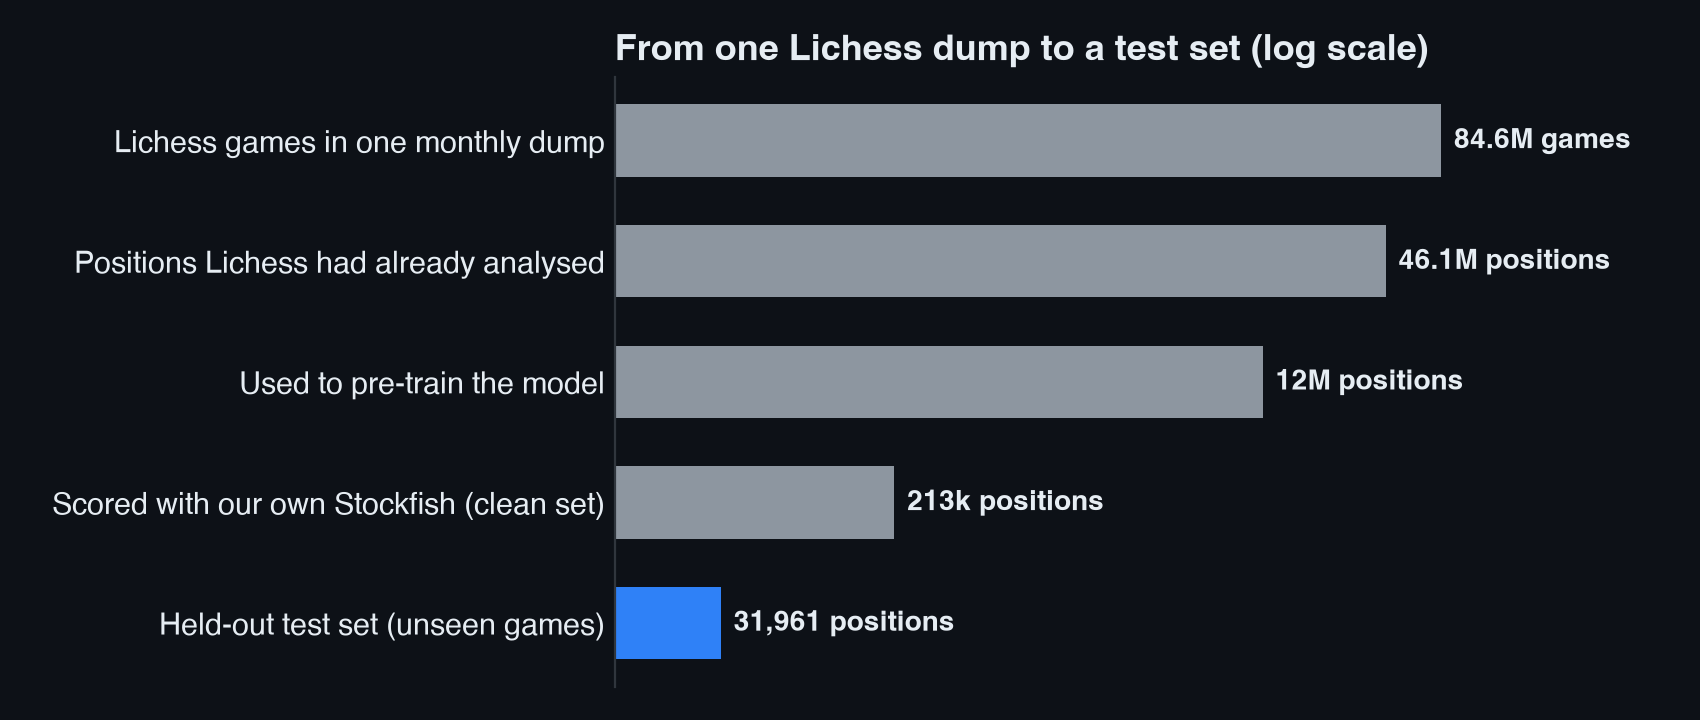 From one Lichess dump to a test set (log scale)
Lichess games in one monthly dump 84.6M games
Positions Lichess had already analysed 46.1M positions
Used to pre-train the model 12M positions
Scored with our own Stockfish (clean set) 213k positions
Held-out test set (unseen games) 31,961 positions